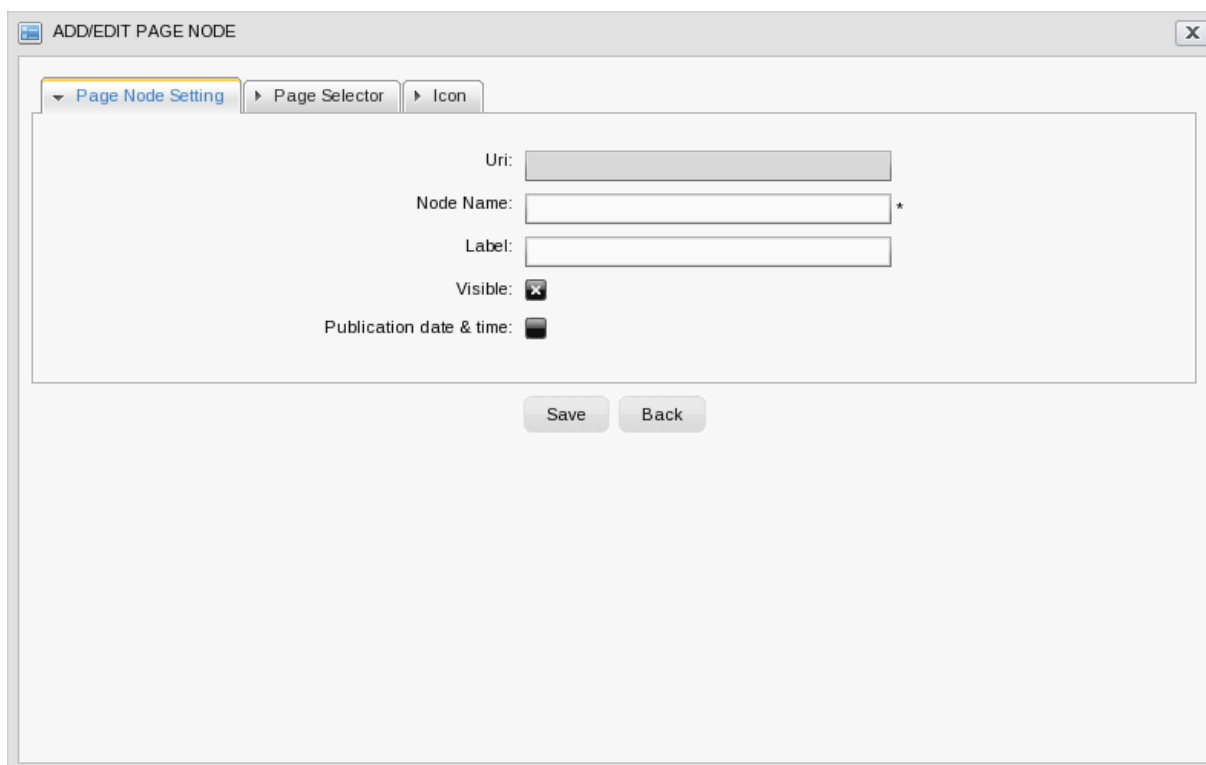 ADD/EDIT PAGE NODE
X
Page Node Setting Page Selector Icon
Uri:
Node Name: *
Label:
Visible:
Publication date & time:
Save Back